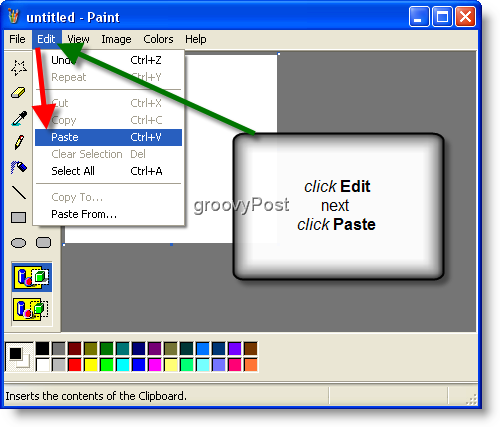 untitled - Paint
File Edit View Image Colors Help
Undo Ctrl+Z
Repeat Ctrl+Y
Cut Ctrl+X
Copy Ctrl+C
Paste Ctrl+V
Clear Selection Del
Select All Ctrl+A
Copy To...
Paste From...
groovyPost
click Edit
next
click Paste
Inserts the contents of the Clipboard.